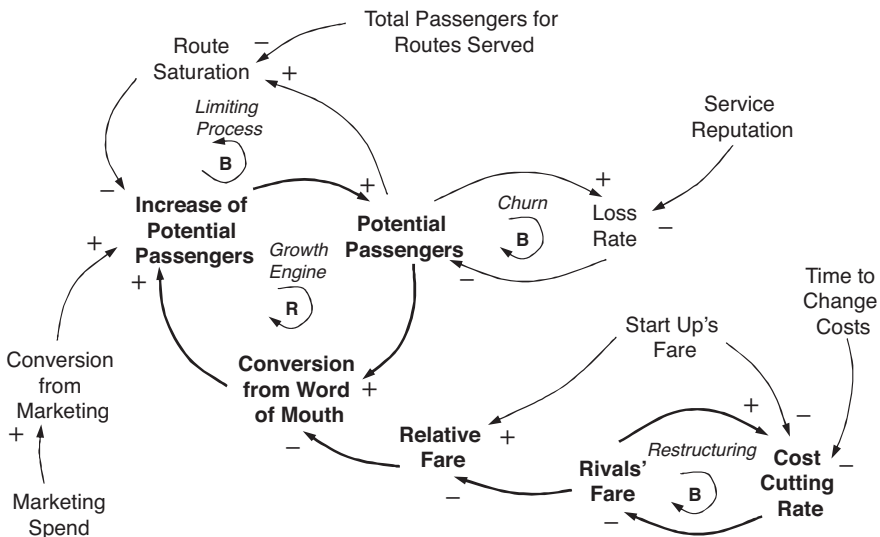 Total Passengers for
Routes Served
Route
Saturation
−
+
Limiting
Process
B
Service
Reputation
−
+
+
Increase of
Potential
Passengers
Potential
Passengers
Churn
B
Loss
Rate
−
+
+
Growth
Engine
R
−
Time to
Change
Costs
Start Up's
Fare
Conversion
from
Marketing
+
Conversion
from Word
of Mouth
+
−
Relative
Fare
+
−
Marketing
Spend
Rivals'
Fare
−
Restructuring
B
+
−
Cost
Cutting
Rate
−